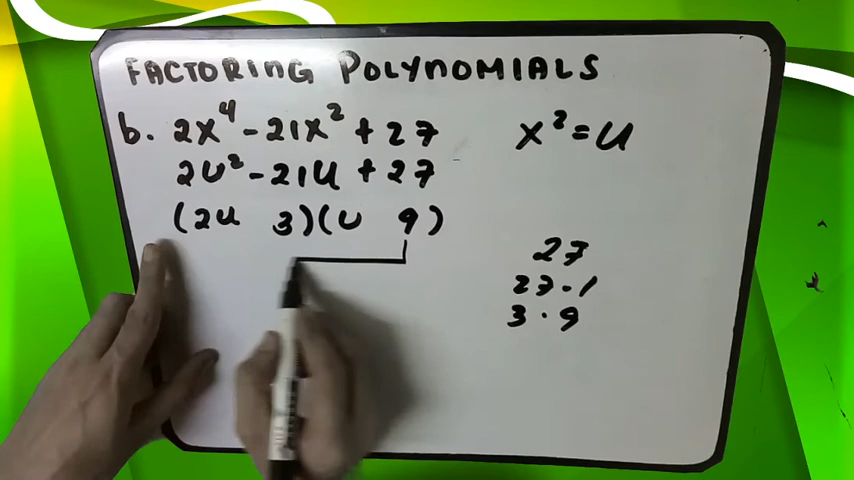 FACTORING POLYNOMIALS
b. 2x⁴ - 21x² + 27
x² = u
2u² - 21u + 27
(2u 3)(u 9)
27
27 · 1
3 · 9